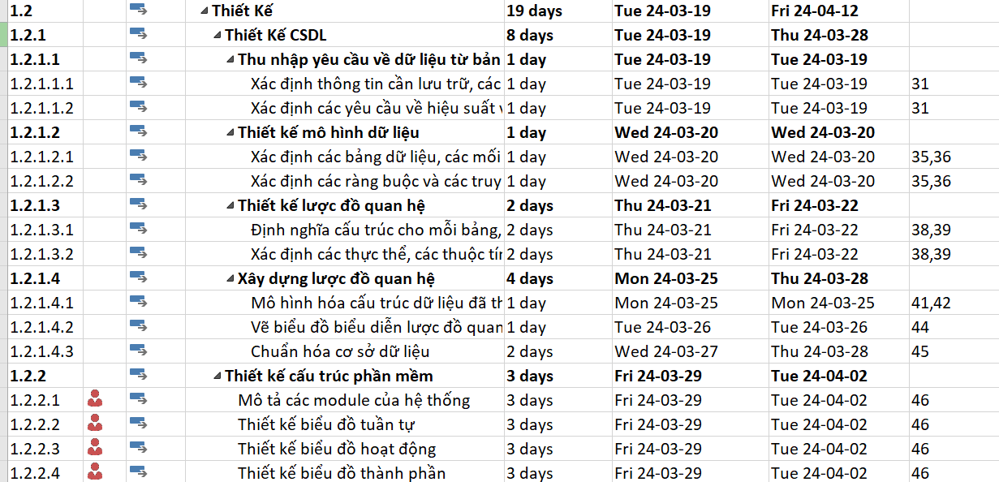 1.2 Thiết Kế 19 days Tue 24-03-19 Fri 24-04-12
1.2.1 Thiết Kế CSDL 8 days Tue 24-03-19 Thu 24-03-28
1.2.1.1 Thu nhập yêu cầu về dữ liệu từ bản 1 day Tue 24-03-19 Tue 24-03-19
1.2.1.1.1 Xác định thông tin cần lưu trữ, các 1 day Tue 24-03-19 Tue 24-03-19 31
1.2.1.1.2 Xác định các yêu cầu về hiệu suất 1 day Tue 24-03-19 Tue 24-03-19 31
1.2.1.2 Thiết kế mô hình dữ liệu 1 day Wed 24-03-20 Wed 24-03-20
1.2.1.2.1 Xác định các bảng dữ liệu, các mối 1 day Wed 24-03-20 Wed 24-03-20 35,36
1.2.1.2.2 Xác định các ràng buộc và các truy 1 day Wed 24-03-20 Wed 24-03-20 35,36
1.2.1.3 Thiết kế lược đồ quan hệ 2 days Thu 24-03-21 Fri 24-03-22
1.2.1.3.1 Định nghĩa cấu trúc cho mỗi bảng, 2 days Thu 24-03-21 Fri 24-03-22 38,39
1.2.1.3.2 Xác định các thực thể, các thuộc tín 2 days Thu 24-03-21 Fri 24-03-22 38,39
1.2.1.4 Xây dựng lược đồ quan hệ 4 days Mon 24-03-25 Thu 24-03-28
1.2.1.4.1 Mô hình hóa cấu trúc dữ liệu đã th 1 day Mon 24-03-25 Mon 24-03-25 41,42
1.2.1.4.2 Vẽ biểu đồ biểu diễn lược đồ quan 1 day Tue 24-03-26 Tue 24-03-26 44
1.2.1.4.3 Chuẩn hóa cơ sở dữ liệu 2 days Wed 24-03-27 Thu 24-03-28 45
1.2.2 Thiết kế cấu trúc phần mềm 3 days Fri 24-03-29 Tue 24-04-02
1.2.2.1 Mô tả các module của hệ thống 3 days Fri 24-03-29 Tue 24-04-02 46
1.2.2.2 Thiết kế biểu đồ tuần tự 3 days Fri 24-03-29 Tue 24-04-02 46
1.2.2.3 Thiết kế biểu đồ hoạt động 3 days Fri 24-03-29 Tue 24-04-02 46
1.2.2.4 Thiết kế biểu đồ thành phần 3 days Fri 24-03-29 Tue 24-04-02 46